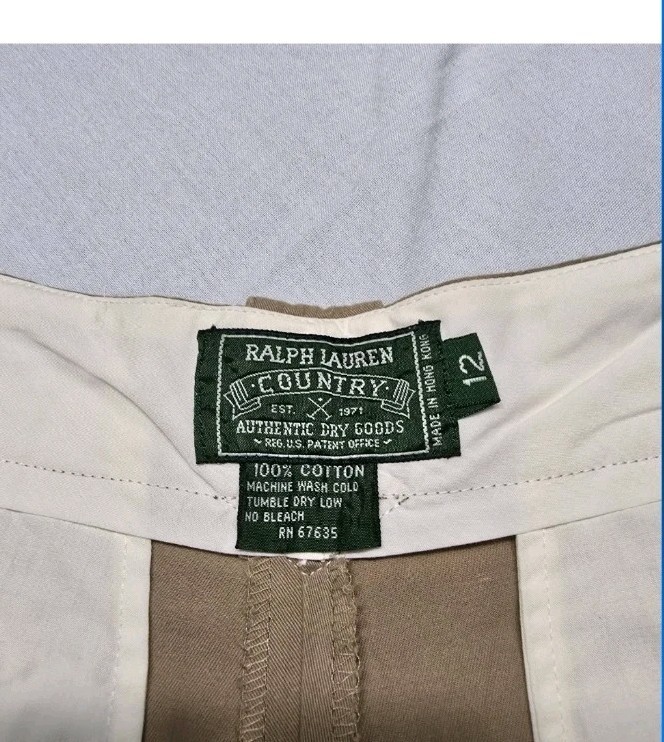 RALPH LAUREN
COUNTRY
EST. 1971
AUTHENTIC DRY GOODS
~ REG. U.S. PATENT OFFICE ~
MADE IN HONG KONG
12
100% COTTON
MACHINE WASH COLD
TUMBLE DRY LOW
NO BLEACH
RN 67635